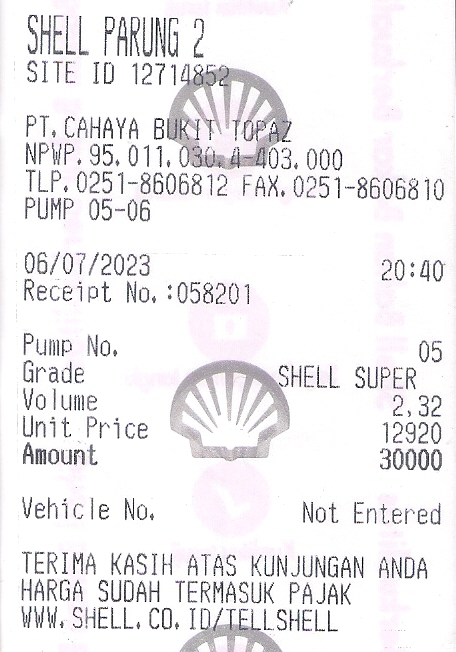 SHELL PARUNG 2
SITE ID 12714852
PT.CAHAYA BUKIT TOPAZ
NPWP.95.011.030.4-403.000
TLP.0251-8606812 FAX.0251-8606810
PUMP 05-06
06/07/2023 20:40
Receipt No.:058201
Pump No. 05
Grade SHELL SUPER
Volume 2,32
Unit Price 12920
Amount 30000
Vehicle No. Not Entered
TERIMA KASIH ATAS KUNJUNGAN ANDA
HARGA SUDAH TERMASUK PAJAK
WWW.SHELL.CO.ID/TELLSHELL